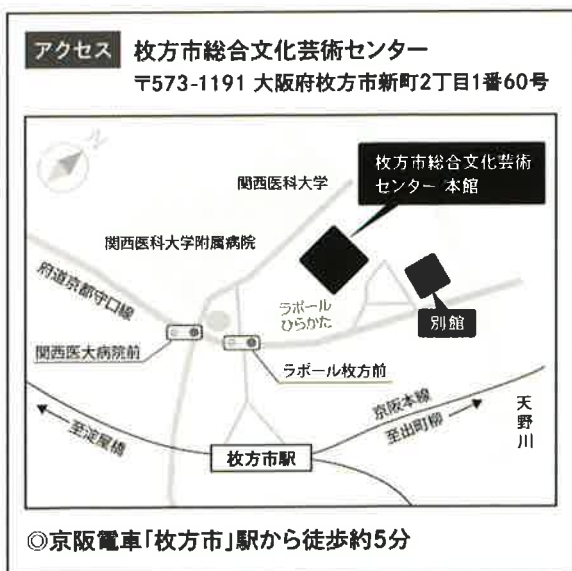 アクセス 枚方市総合文化芸術センター
〒573-1191 大阪府枚方市新町2丁目1番60号
N
関西医科大学
枚方市総合文化芸術
センター 本館
関西医科大学附属病院
府道京都守口線
ラポール
ひらかた
別館
関西医大病院前
ラポール枚方前
京阪本線
天野川
至淀屋橋
至出町柳
枚方市駅
◎京阪電車「枚方市」駅から徒歩約5分